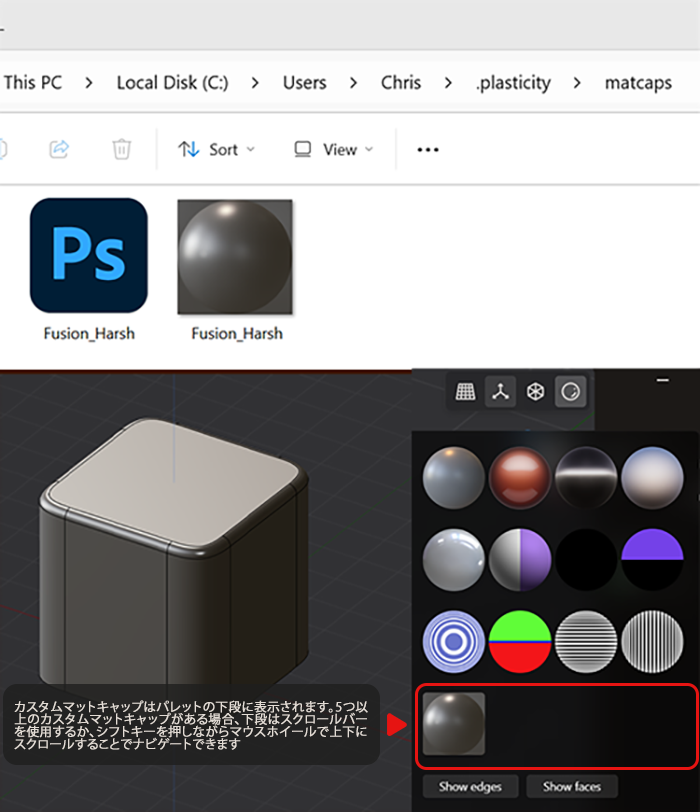 This PC > Local Disk (C:) > Users > Chris > .plasticity > matcaps
Sort View
Ps
Fusion_Harsh Fusion_Harsh
カスタムマットキャップはパレットの下段に表示されます。5つ以
上のカスタムマットキャップがある場合、下段はスクロールバー
を使用するか、シフトキーを押しながらマウスホイールで上下に
スクロールすることでナビゲートできます
Show edges Show faces